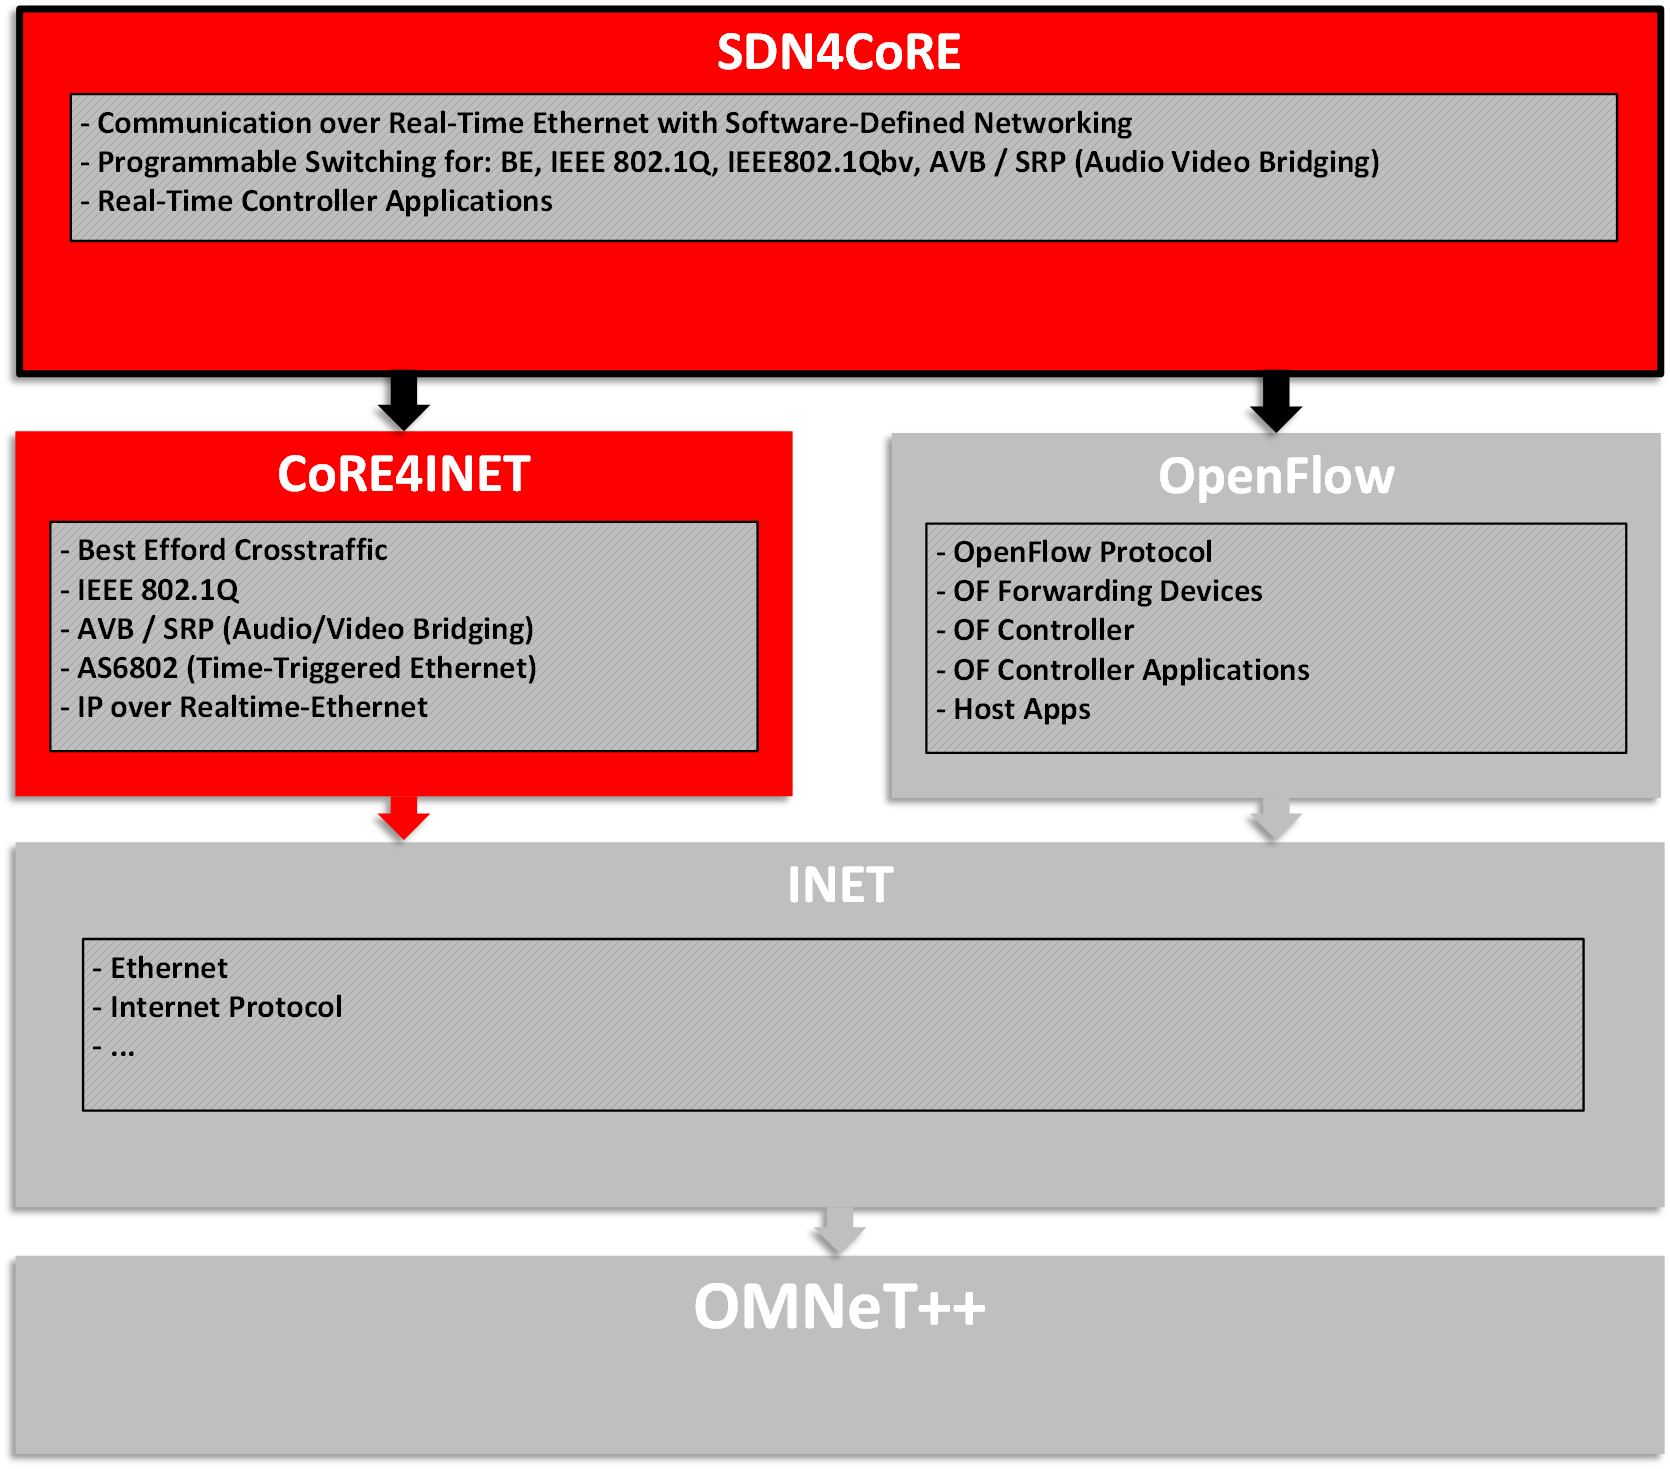 SDN4CoRE
- Communication over Real-Time Ethernet with Software-Defined Networking
- Programmable Switching for: BE, IEEE 802.1Q, IEEE802.1Qbv, AVB / SRP (Audio Video Bridging)
- Real-Time Controller Applications
CoRE4INET
- Best Efford Crosstraffic
- IEEE 802.1Q
- AVB / SRP (Audio/Video Bridging)
- AS6802 (Time-Triggered Ethernet)
- IP over Realtime-Ethernet
OpenFlow
- OpenFlow Protocol
- OF Forwarding Devices
- OF Controller
- OF Controller Applications
- Host Apps
INET
- Ethernet
- Internet Protocol
- ...
OMNeT++